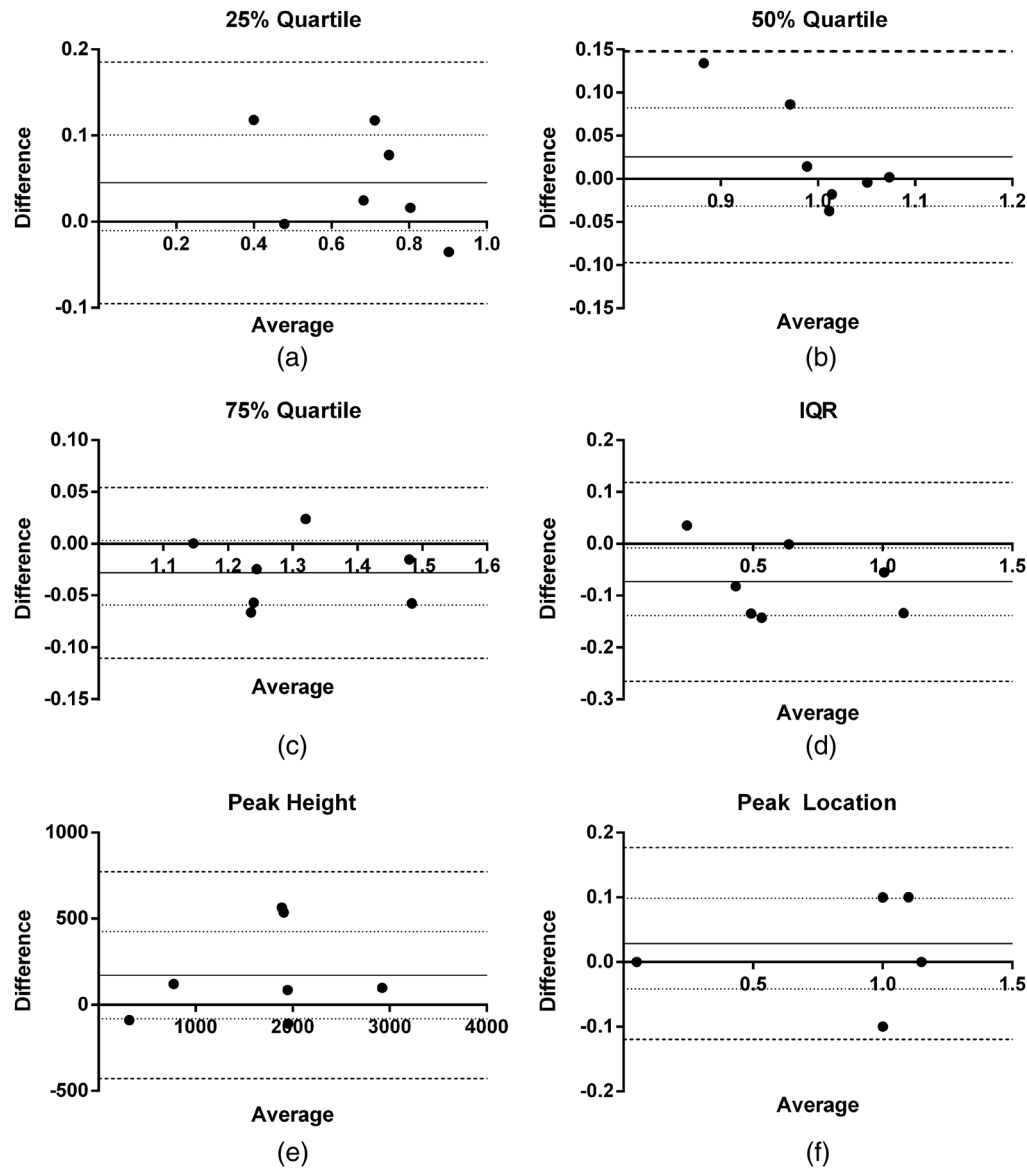 25% Quartile
0.2
0.1
0.0
-0.1
0.2 0.4 0.6 0.8 1.0
Difference
Average
(a)
50% Quartile
0.15
0.10
0.05
0.00
-0.05
-0.10
-0.15
0.9 1.0 1.1 1.2
Difference
Average
(b)
75% Quartile
0.10
0.05
0.00
-0.05
-0.10
-0.15
1.1 1.2 1.3 1.4 1.5 1.6
Difference
Average
(c)
IQR
0.2
0.1
0.0
-0.1
-0.2
-0.3
0.5 1.0 1.5
Difference
Average
(d)
Peak Height
1000
500
0
-500
1000 2000 3000 4000
Difference
Average
(e)
Peak Location
0.2
0.1
0.0
-0.1
-0.2
0.5 1.0 1.5
Difference
Average
(f)